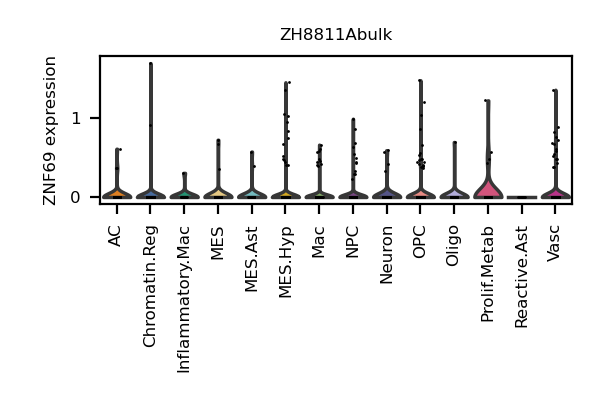 ZH8811Abulk
ZNF69 expression
1
0
AC
Chromatin.Reg
Inflammatory.Mac
MES
MES.Ast
MES.Hyp
Mac
NPC
Neuron
OPC
Oligo
Prolif.Metab
Reactive.Ast
Vasc